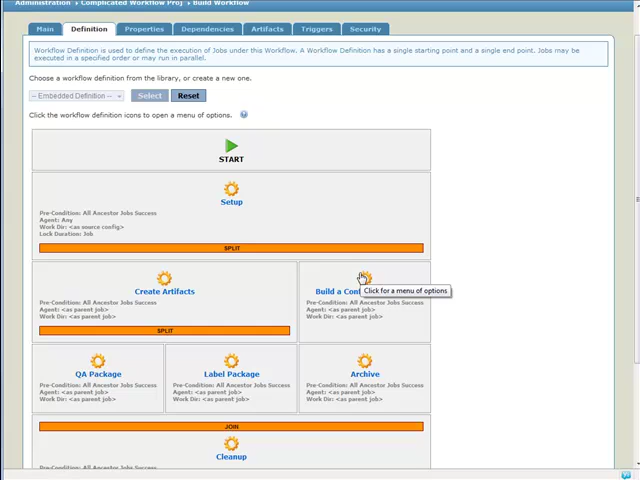 Administration › Complicated Workflow Proj › Build Workflow
Main Definition Properties Dependencies Artifacts Triggers Security
Workflow Definition is used to define the execution of Jobs under this Workflow. A Workflow Definition has a single starting point and a single end point. Jobs may be
executed in a specified order or may run in parallel.
Choose a workflow definition from the library, or create a new one.
-- Embedded Definition -- Select Reset
Click the workflow definition icons to open a menu of options.
START
Setup
Pre-Condition: All Ancestor Jobs Success
Agent: Any
Work Dir: <as source config>
Lock Duration: Job
SPLIT
Create Artifacts
Pre-Condition: All Ancestor Jobs Success
Agent: <as parent job>
Work Dir: <as parent job>
SPLIT
Build a
Click for a menu of options
Pre-Condition: All Ancestor Jobs Success
Agent: <as parent job>
Work Dir: <as parent job>
QA Package
Pre-Condition: All Ancestor Jobs Success
Agent: <as parent job>
Work Dir: <as parent job>
Label Package
Pre-Condition: All Ancestor Jobs Success
Agent: <as parent job>
Work Dir: <as parent job>
Archive
Pre-Condition: All Ancestor Jobs Success
Agent: <as parent job>
Work Dir: <as parent job>
JOIN
Cleanup
Pre-Condition: All Ancestor Jobs Success